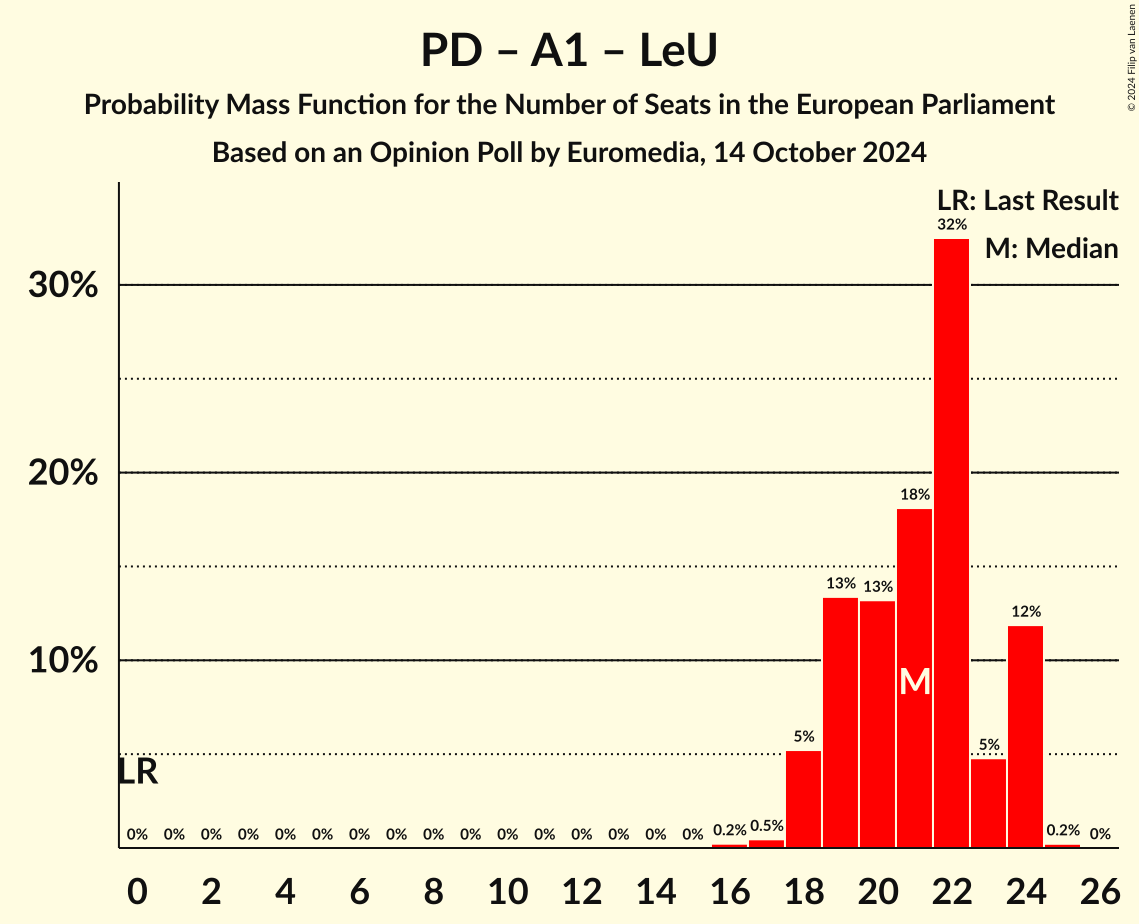 PD – A1 – LeU
Probability Mass Function for the Number of Seats in the European Parliament
Based on an Opinion Poll by Euromedia, 14 October 2024
© 2024 Filip van Laenen
LR: Last Result
M: Median
30%
20%
10%
LR
M
0% 0% 0% 0% 0% 0% 0% 0% 0% 0% 0% 0% 0% 0% 0% 0% 0.2% 0.5% 5% 13% 13% 18% 32% 5% 12% 0.2% 0%
0 2 4 6 8 10 12 14 16 18 20 22 24 26